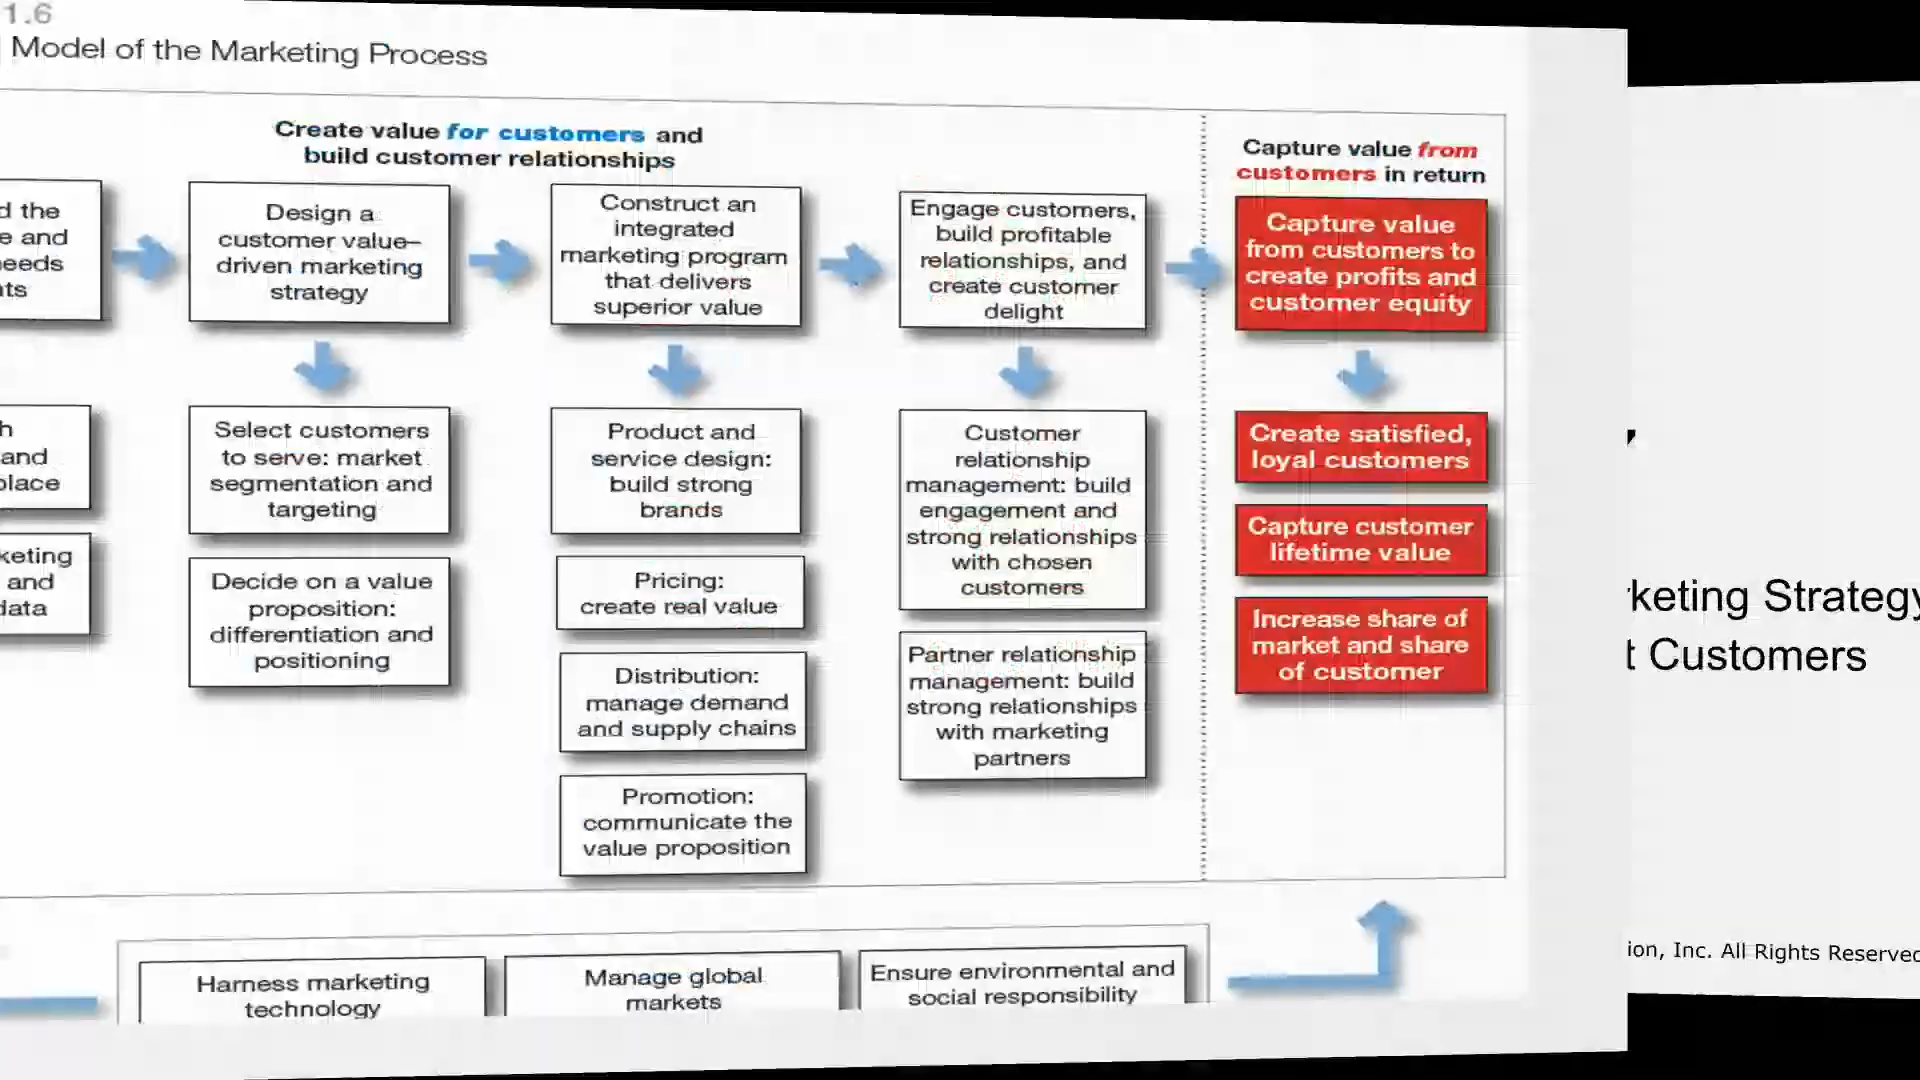 1.6
Model of the Marketing Process
Create value for customers and
build customer relationships
Capture value from
customers in return
d the
e and
needs
nts
Design a
customer value–
driven marketing
strategy
Construct an
integrated
marketing program
that delivers
superior value
Engage customers,
build profitable
relationships, and
create customer
delight
Capture value
from customers to
create profits and
customer equity
h
and
place
keting
and
data
Select customers
to serve: market
segmentation and
targeting
Decide on a value
proposition:
differentiation and
positioning
Product and
service design:
build strong
brands
Pricing:
create real value
Distribution:
manage demand
and supply chains
Promotion:
communicate the
value proposition
Customer
relationship
management: build
engagement and
strong relationships
with chosen
customers
Partner relationship
management: build
strong relationships
with marketing
partners
Create satisfied,
loyal customers
Capture customer
lifetime value
Increase share of
market and share
of customer
Harness marketing
technology
Manage global
markets
Ensure environmental and
social responsibility
rketing Strategy
t Customers
ion, Inc. All Rights Reserved